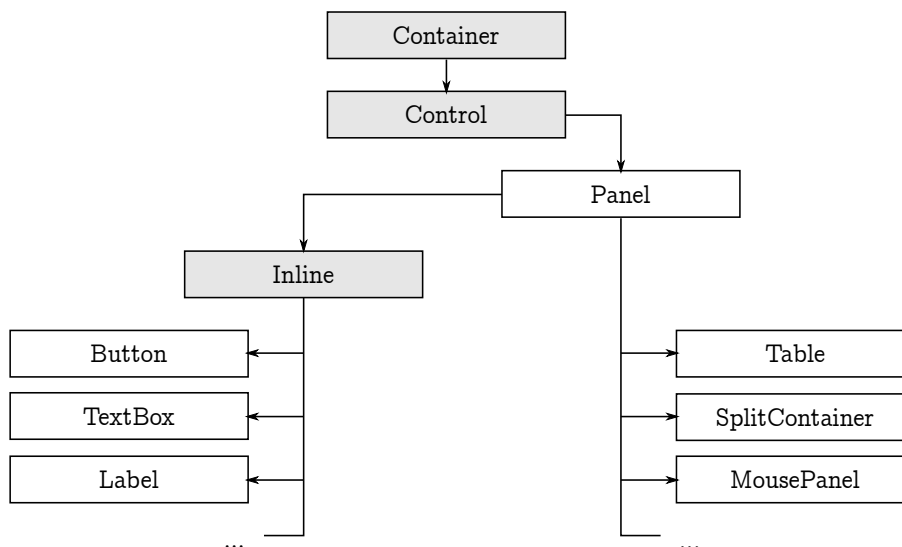 Container
Control
Panel
Inline
Button
Table
TextBox
SplitContainer
Label
MousePanel
...
...